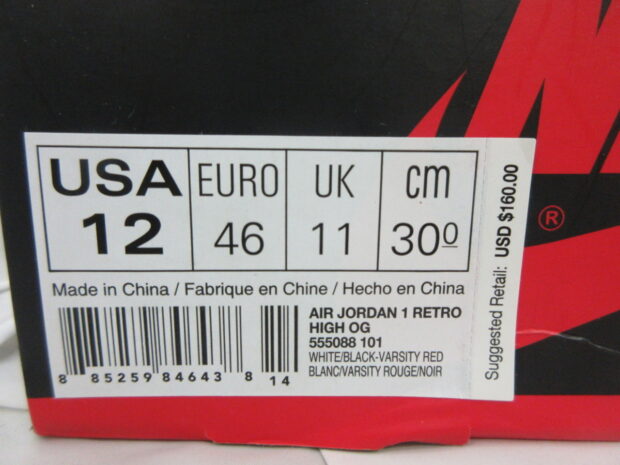 USA EURO UK cm
12 46 11 30⁰
Made in China / Fabrique en Chine / Hecho en China
AIR JORDAN 1 RETRO
HIGH OG
555088 101
WHITE/BLACK-VARSITY RED
BLANC/VARSITY ROUGE/NOIR
8 85259 84643 8 14
Suggested Retail: USD $160.00
®